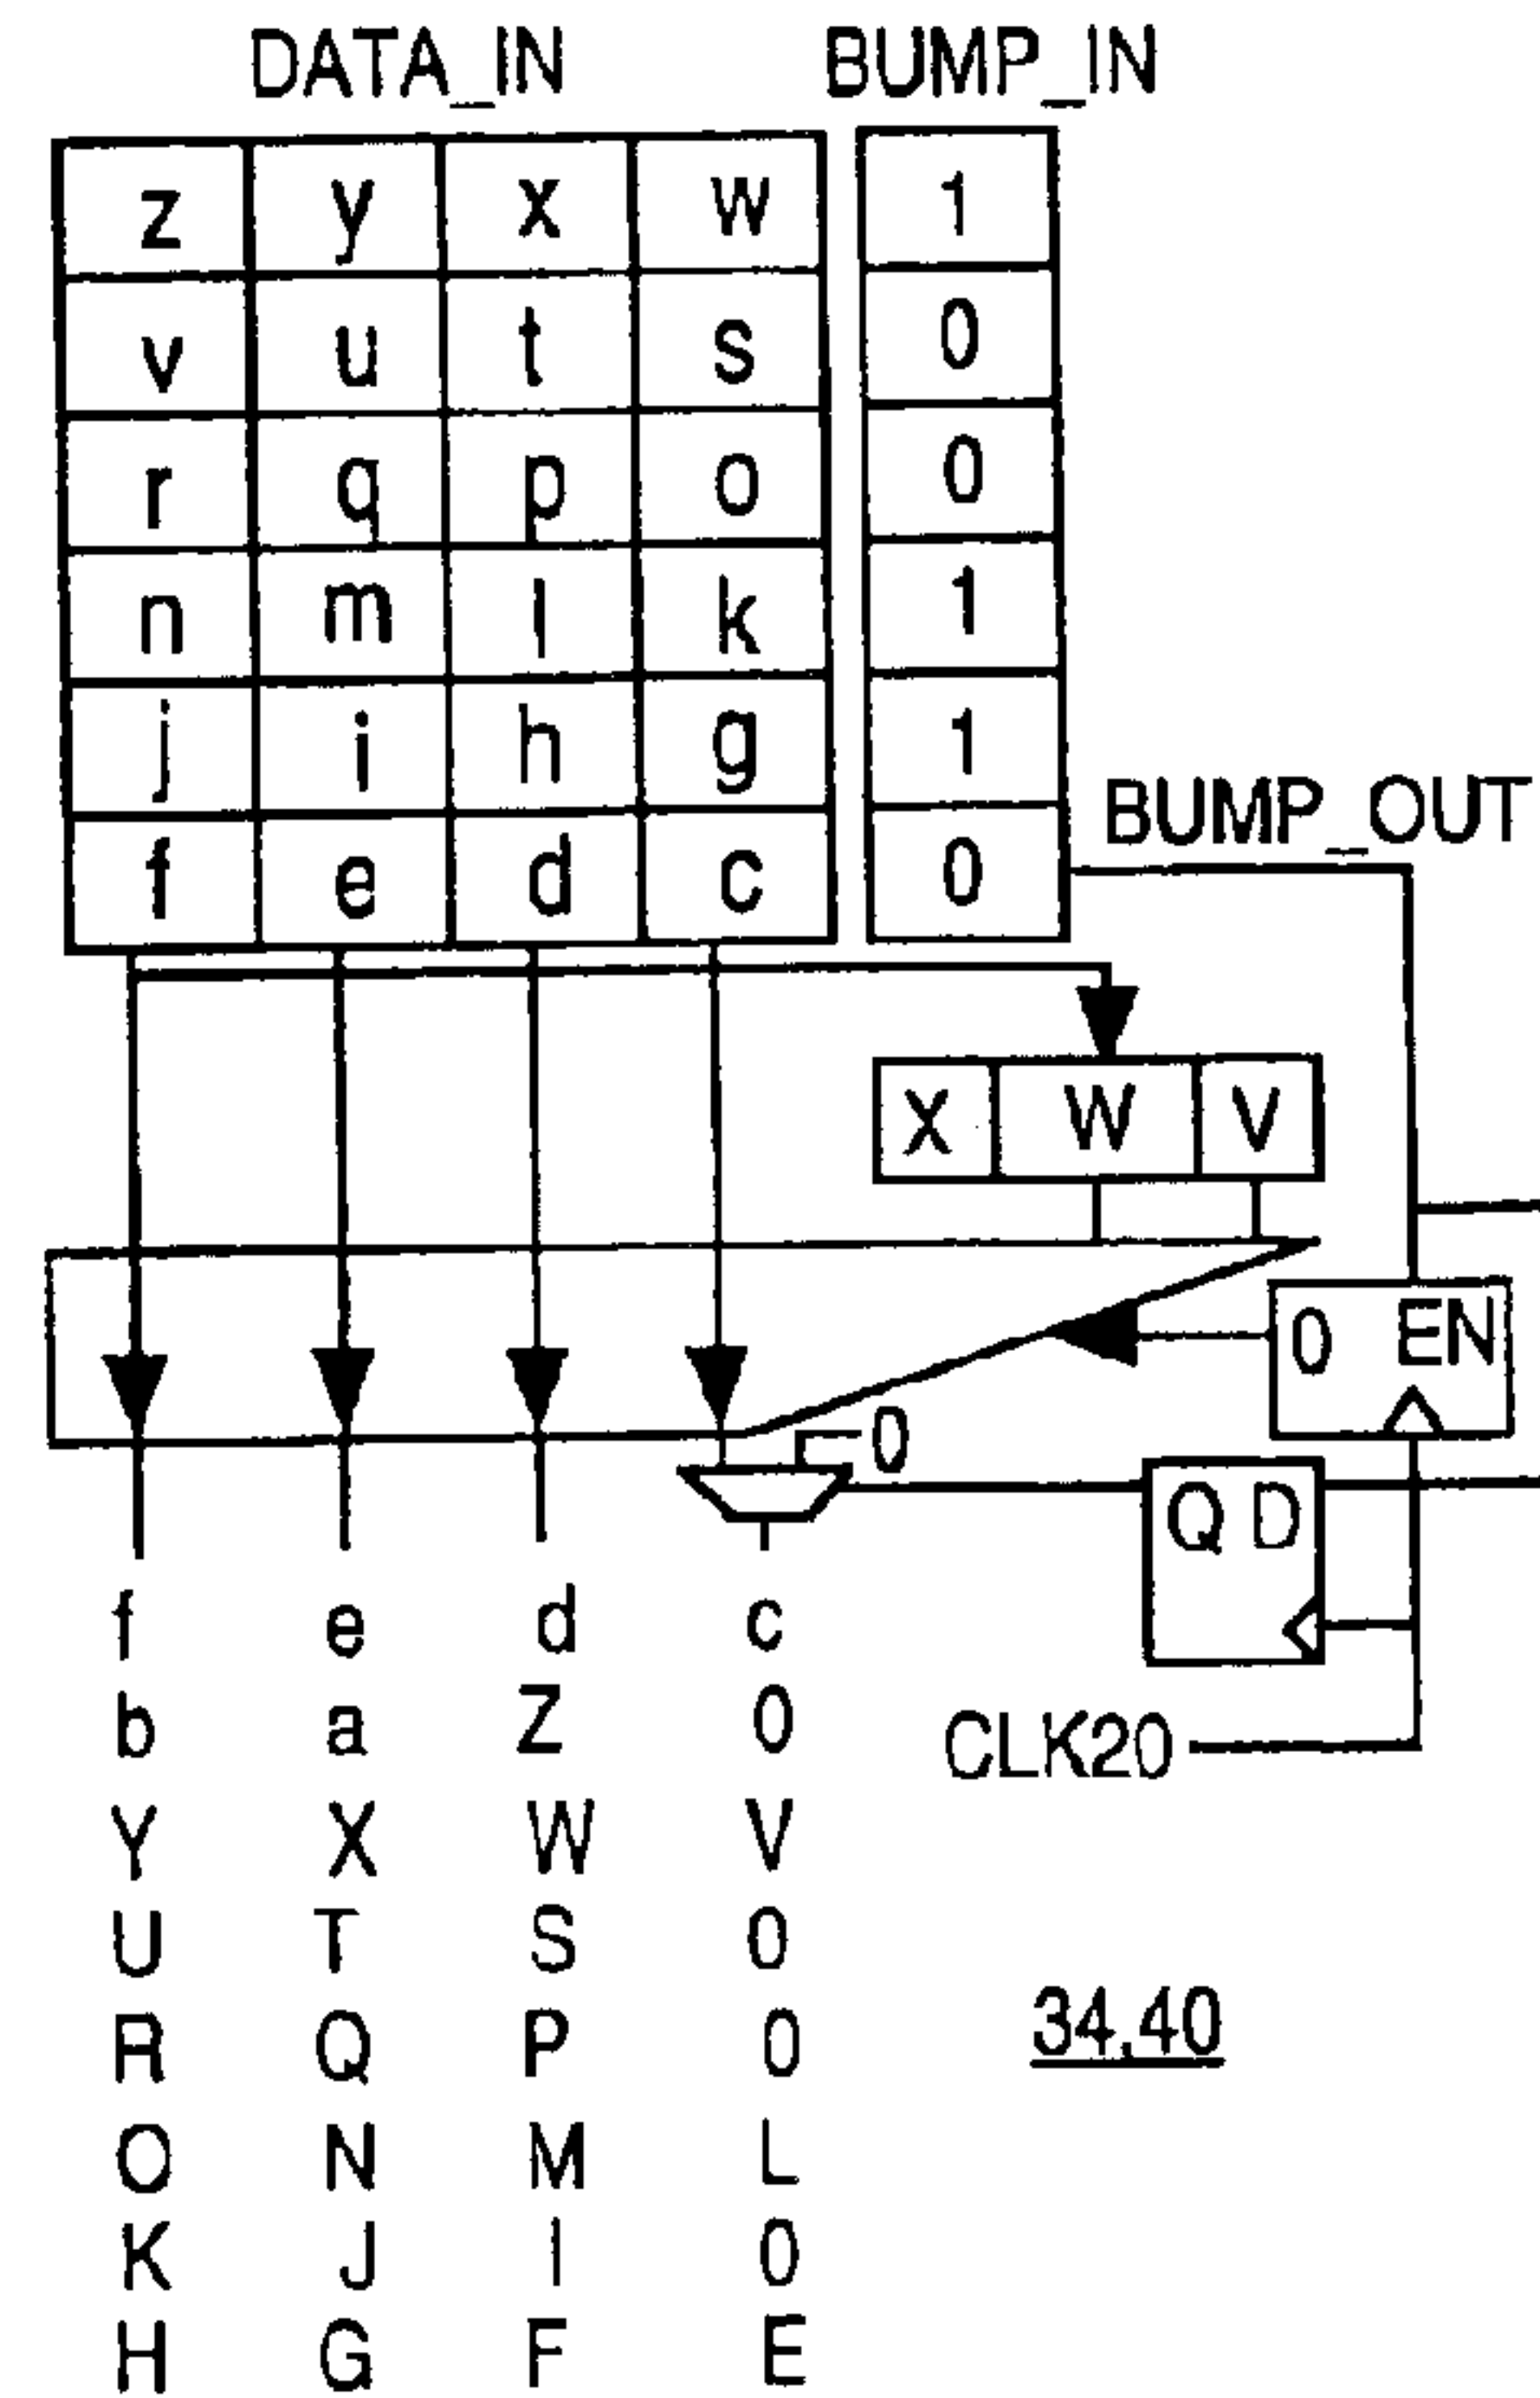 DATA_IN BUMP_IN
z y x w 1
v u t s 0
r q p o 0
n m l k 1
j i h g 1
f e d c 0
BUMP_OUT
X W V
0 EN
0
Q D
f e d c
b a Z 0
CLK20
Y X W V
U T S 0
R Q P 0
34.40
O N M L
K J I 0
H G F E